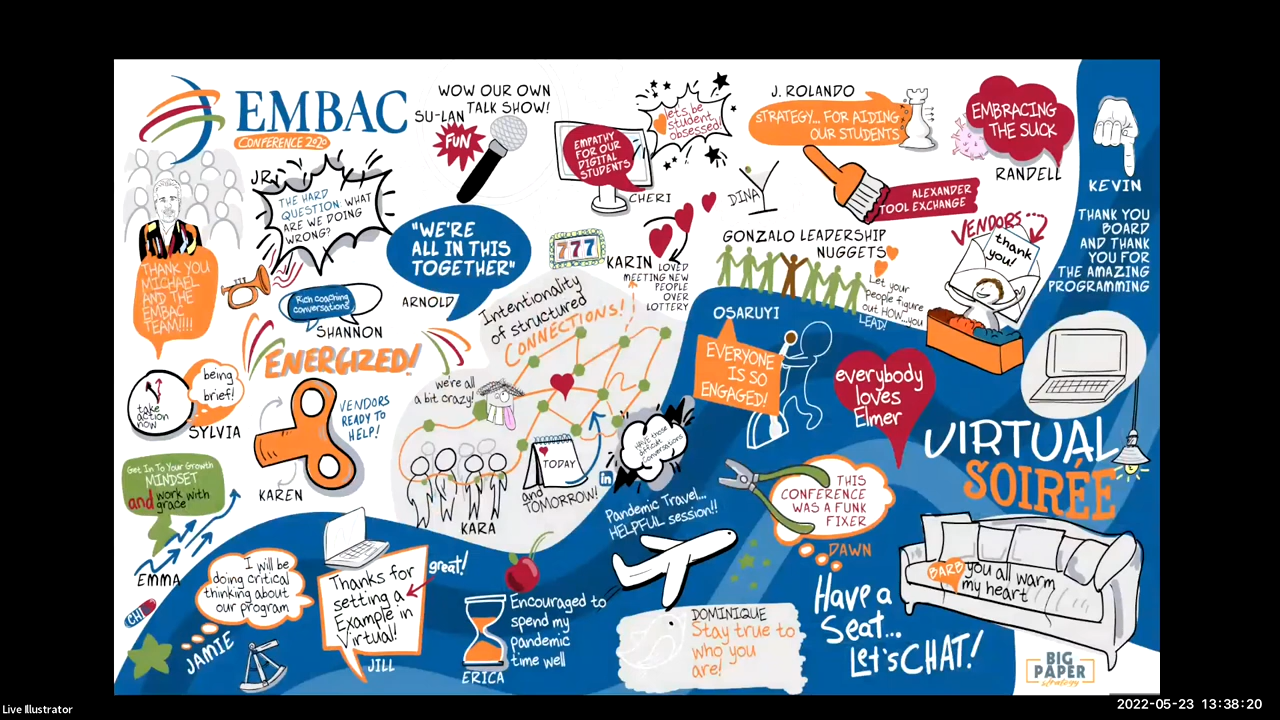 EMBAC
CONFERENCE 2020
WOW OUR OWN
TALK SHOW!
SU-LAN
FUN
EMPATHY
FOR OUR
DIGITAL
STUDENTS
CHERI
let's be
student
obsessed!
J. ROLANDO
STRATEGY... FOR AIDING
OUR STUDENTS
EMBRACING
THE SUCK
RANDELL
KEVIN
THANK YOU
BOARD
AND THANK
YOU FOR
THE AMAZING
PROGRAMMING
JR.
THE HARD
QUESTION: WHAT
ARE WE DOING
WRONG?
THANK YOU
MICHAEL
AND THE
EMBAC
TEAM!!!!
"WE'RE
ALL IN THIS
TOGETHER"
ARNOLD
Rich coaching
conversations
SHANNON
777
KARIN
LOVED
MEETING NEW
PEOPLE
OVER
LOTTERY
DINA
ALEXANDER
TOOL EXCHANGE
GONZALO LEADERSHIP
NUGGETS
Let your
people figure
out HOW...you
LEAD!
VENDORS
thank
you!
ENERGIZED!
Intentionality
of structured
CONNECTIONS!
we're all
a bit crazy!
OSARUYI
EVERYONE
IS SO
ENGAGED!
everybody
loves
Elmer
take
action
now
being
brief!
SYLVIA
VENDORS
READY TO
HELP!
KAREN
TODAY
and
TOMORROW!
in
KARA
HAVE those
difficult
conversations
VIRTUAL
SOIRÉE
Get In To Your Growth
MINDSET
and work with
grace
EMMA
Pandemic Travel...
HELPFUL session!!
THIS
CONFERENCE
WAS A FUNK
FIXER
DAWN
CHI
I will be
doing critical
thinking about
our program
JAMIE
Thanks for
setting a
Example in
Virtual!
great!
JILL
Encouraged to
spend my
pandemic
time well
ERICA
DOMINIQUE
Stay true to
who you
are!
Have a
Seat...
Let's CHAT!
BARB
you all warm
my heart
BIG
PAPER
strategy
Live Illustrator
2022-05-23 13:38:20